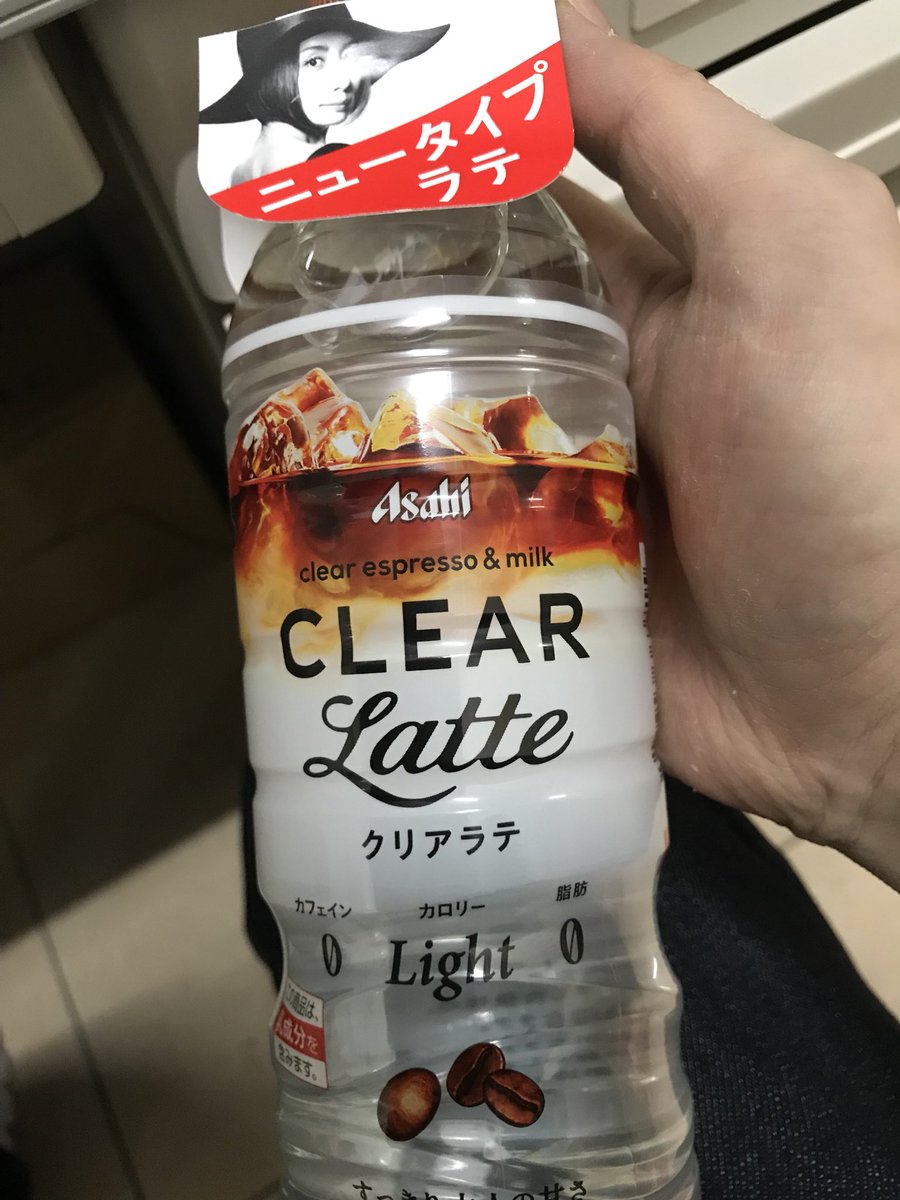 ニュータイプ
ラテ
Asahi
clear espresso & milk
CLEAR
Latte
クリアラテ
カフェイン
0
カロリー
Light
脂肪
0
この商品は、
乳成分を
含みます。